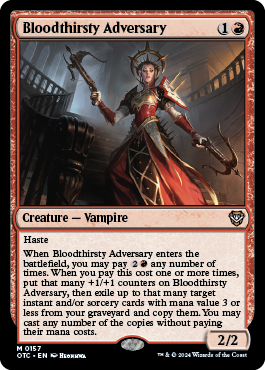 Bloodthirsty Adversary 1
Creature — Vampire
Haste
When Bloodthirsty Adversary enters the
battlefield, you may pay 2 any number of
times. When you pay this cost one or more times,
put that many +1/+1 counters on Bloodthirsty
Adversary, then exile up to that many target
instant and/or sorcery cards with mana value 3
or less from your graveyard and copy them. You may
cast any number of the copies without paying
their mana costs.
2/2
M 0157
OTC • EN Heonhwa
™ & © 2024 Wizards of the Coast